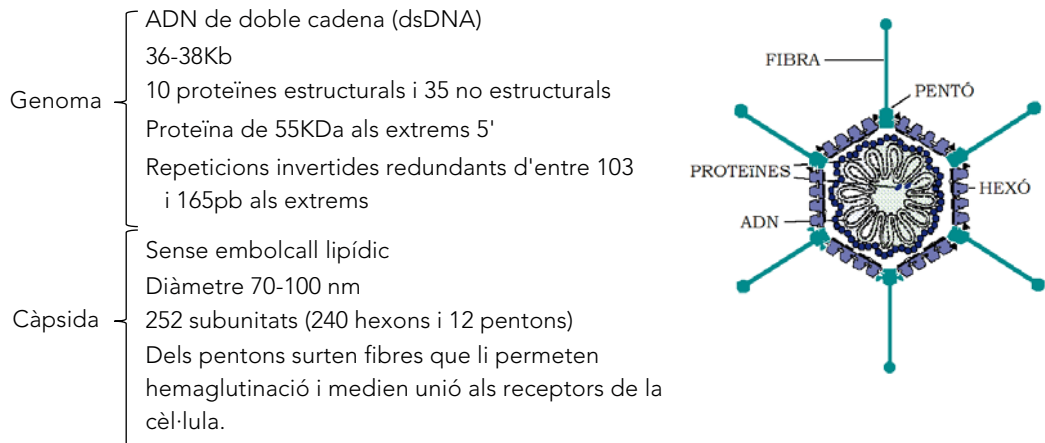 Genoma
ADN de doble cadena (dsDNA)
36-38Kb
10 proteïnes estructurals i 35 no estructurals
Proteïna de 55KDa als extrems 5'
Repeticions invertides redundants d'entre 103
i 165pb als extrems
Càpsida
Sense embolcall lipídic
Diàmetre 70-100 nm
252 subunitats (240 hexons i 12 pentons)
Dels pentons surten fibres que li permeten
hemaglutinació i medien unió als receptors de la
cèl·lula.
FIBRA
PENTÓ
PROTEÏNES
HEXÓ
ADN